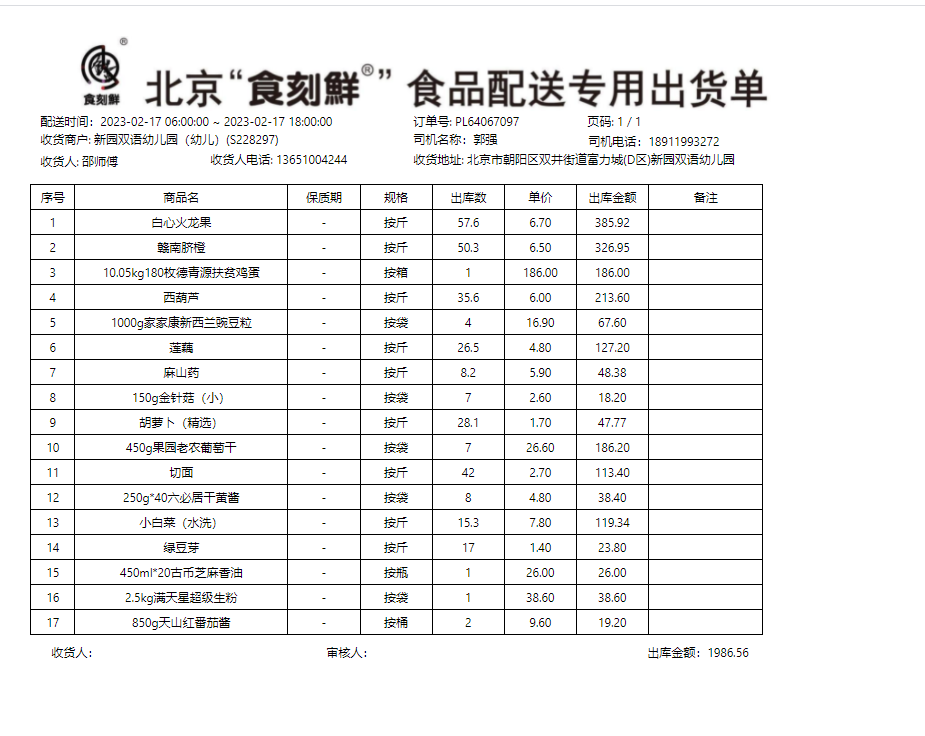 食刻鲜 ®
北京“食刻鲜®” 食品配送专用出货单
配送时间: 2023-02-17 06:00:00 ~ 2023-02-17 18:00:00 订单号: PL64067097 页码: 1 / 1
收货商户: 新园双语幼儿园（幼儿）(S228297) 司机名称: 郭强 司机电话: 18911993272
收货人: 邵师傅 收货人电话: 13651004244 收货地址: 北京市朝阳区双井街道富力城(D区)新园双语幼儿园
序号 商品名 保质期 规格 出库数 单价 出库金额 备注
1 白心火龙果 - 按斤 57.6 6.70 385.92
2 赣南脐橙 - 按斤 50.3 6.50 326.95
3 10.05kg180枚德青源扶贫鸡蛋 - 按箱 1 186.00 186.00
4 西葫芦 - 按斤 35.6 6.00 213.60
5 1000g家家康新西兰豌豆粒 - 按袋 4 16.90 67.60
6 莲藕 - 按斤 26.5 4.80 127.20
7 麻山药 - 按斤 8.2 5.90 48.38
8 150g金针菇（小） - 按袋 7 2.60 18.20
9 胡萝卜（精选） - 按斤 28.1 1.70 47.77
10 450g果园老农葡萄干 - 按袋 7 26.60 186.20
11 切面 - 按斤 42 2.70 113.40
12 250g*40六必居干黄酱 - 按袋 8 4.80 38.40
13 小白菜（水洗） - 按斤 15.3 7.80 119.34
14 绿豆芽 - 按斤 17 1.40 23.80
15 450ml*20古币芝麻香油 - 按瓶 1 26.00 26.00
16 2.5kg满天星超级生粉 - 按袋 1 38.60 38.60
17 850g天山红番茄酱 - 按桶 2 9.60 19.20
收货人: 审核人: 出库金额: 1986.56